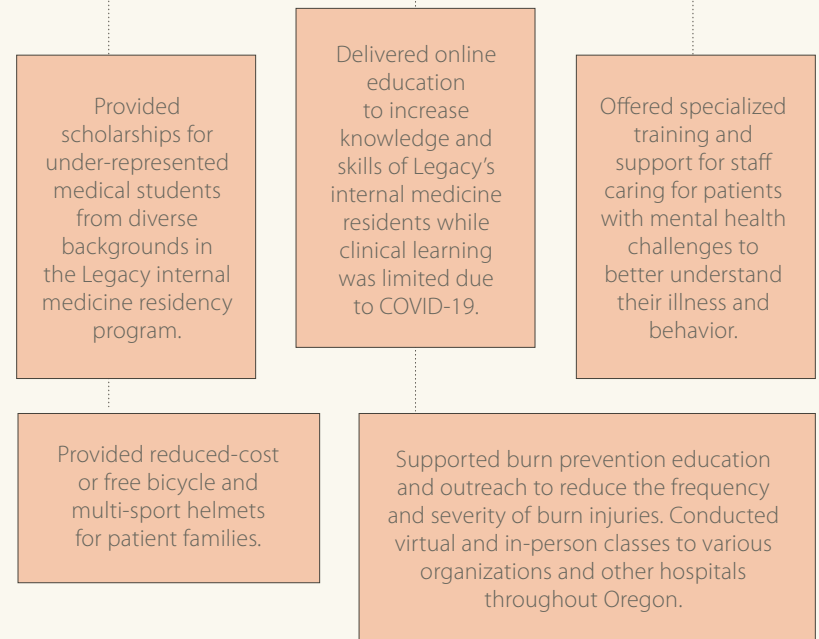 Provided
scholarships for
under-represented
medical students
from diverse
backgrounds in
the Legacy internal
medicine residency
program.
Delivered online
education
to increase
knowledge and
skills of Legacy's
internal medicine
residents while
clinical learning
was limited due
to COVID-19.
Offered specialized
training and
support for staff
caring for patients
with mental health
challenges to
better understand
their illness and
behavior.
Provided reduced-cost
or free bicycle and
multi-sport helmets
for patient families.
Supported burn prevention education
and outreach to reduce the frequency
and severity of burn injuries. Conducted
virtual and in-person classes to various
organizations and other hospitals
throughout Oregon.